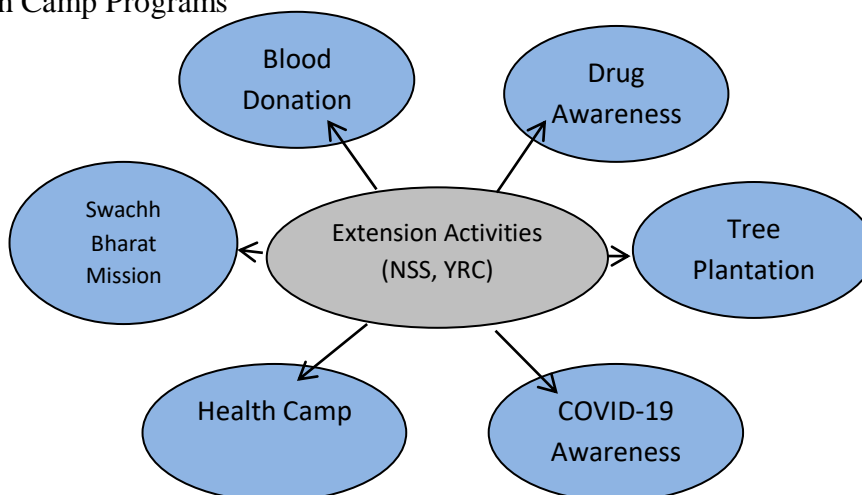 Camp Programs
Blood
Donation
Drug
Awareness
Swachh
Bharat
Mission
Extension Activities
(NSS, YRC)
Tree
Plantation
Health Camp
COVID-19
Awareness